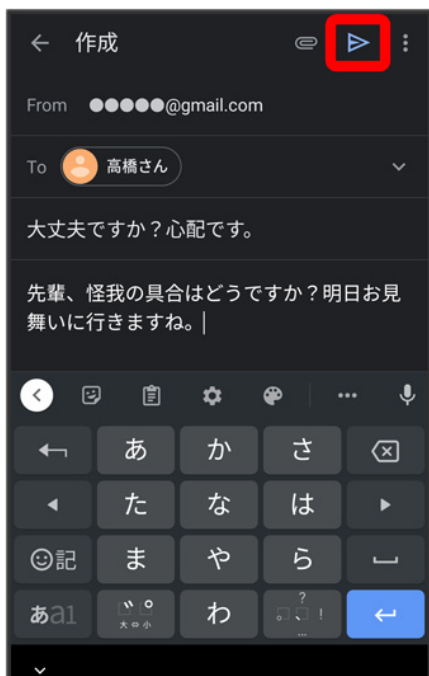 作成
From ●●●●●@gmail.com
To 高橋さん
大丈夫ですか？心配です。
先輩、怪我の具合はどうですか？明日お見
舞いに行きますね。
あ か さ
た な は
記 ま や ら
あa1 大⇔小 わ 。、?!...